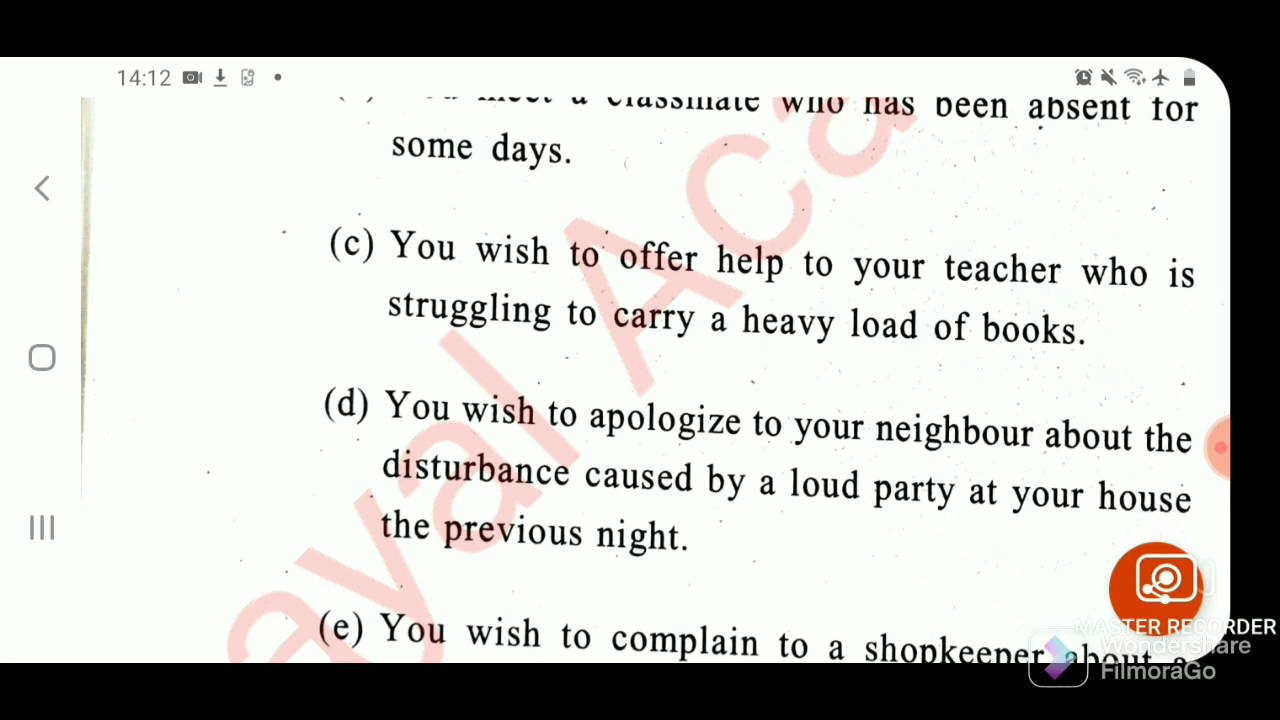 14:12
classmate who has been absent for
some days.
(c) You wish to offer help to your teacher who is
struggling to carry a heavy load of books.
(d) You wish to apologize to your neighbour about the
disturbance caused by a loud party at your house
the previous night.
(e) You wish to complain to a shopkeeper about a
MASTER RECORDER
Wondershare
FilmoraGo
ayal Aca